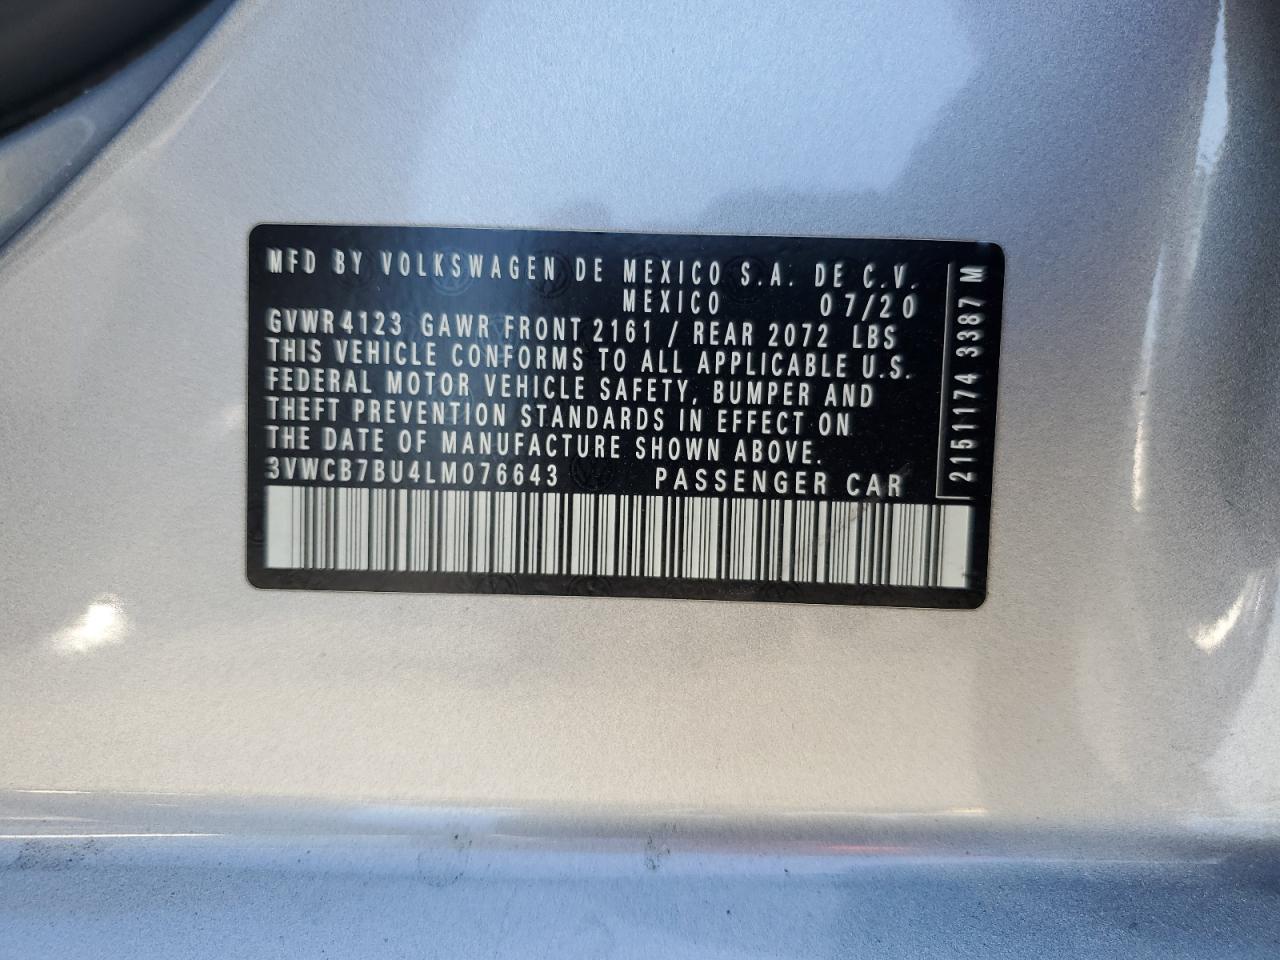 MFD BY VOLKSWAGEN DE MEXICO S.A. DE C.V.
MEXICO 07/20
GVWR 4123 GAWR FRONT 2161 / REAR 2072 LBS
THIS VEHICLE CONFORMS TO ALL APPLICABLE U.S.
FEDERAL MOTOR VEHICLE SAFETY, BUMPER AND
THEFT PREVENTION STANDARDS IN EFFECT ON
THE DATE OF MANUFACTURE SHOWN ABOVE.
3VWCB7BU4LM076643 PASSENGER CAR
2151174 3387 M